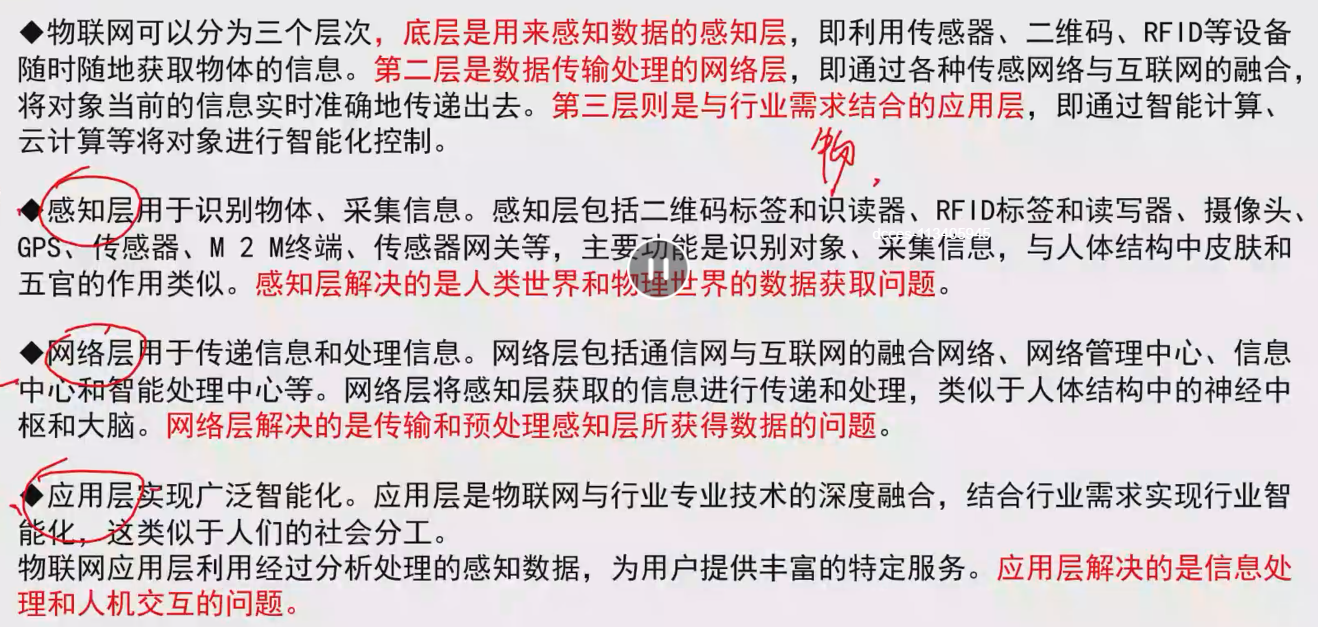 ◆物联网可以分为三个层次，底层是用来感知数据的感知层，即利用传感器、二维码、RFID等设备
随时随地获取物体的信息。第二层是数据传输处理的网络层，即通过各种传感网络与互联网的融合，
将对象当前的信息实时准确地传递出去。第三层则是与行业需求结合的应用层，即通过智能计算、
云计算等将对象进行智能化控制。
物，
◆感知层用于识别物体、采集信息。感知层包括二维码标签和识读器、RFID标签和读写器、摄像头、
GPS、传感器、M 2 M终端、传感器网关等，主要功能是识别对象、采集信息，与人体结构中皮肤和
五官的作用类似。感知层解决的是人类世界和物理世界的数据获取问题。
◆网络层用于传递信息和处理信息。网络层包括通信网与互联网的融合网络、网络管理中心、信息
中心和智能处理中心等。网络层将感知层获取的信息进行传递和处理，类似于人体结构中的神经中
枢和大脑。网络层解决的是传输和预处理感知层所获得数据的问题。
◆应用层实现广泛智能化。应用层是物联网与行业专业技术的深度融合，结合行业需求实现行业智
能化，这类似于人们的社会分工。
物联网应用层利用经过分析处理的感知数据，为用户提供丰富的特定服务。应用层解决的是信息处
理和人机交互的问题。